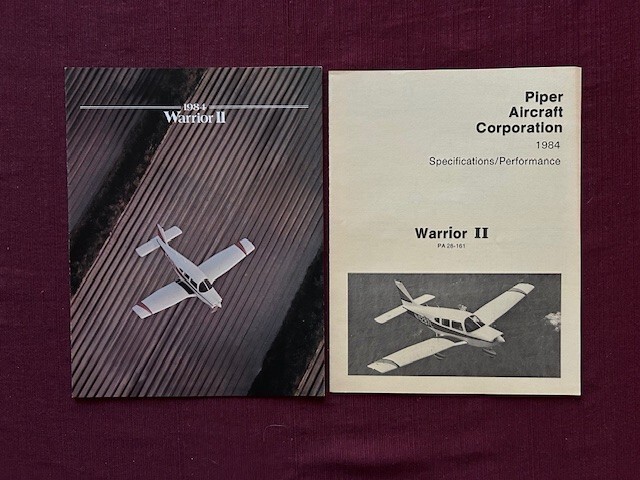 1984
Warrior II
Piper
Aircraft
Corporation
1984
Specifications/Performance
Warrior II
PA 28-161